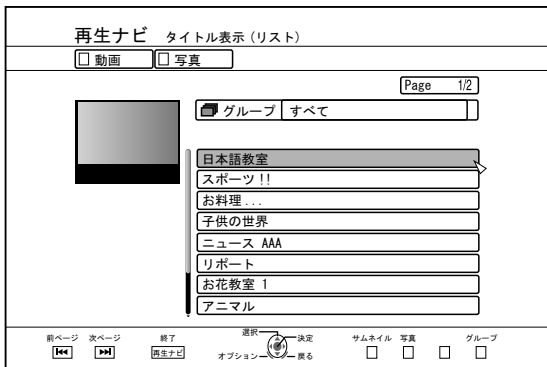 再生ナビ タイトル表示（リスト）
動画 写真
Page 1/2
グループ すべて
日本語教室
スポーツ!!
お料理...
子供の世界
ニュース AAA
リポート
お花教室 1
アニマル
前ページ 次ページ 終了 選択 決定 サムネイル 写真 グループ
再生ナビ オプション 戻る